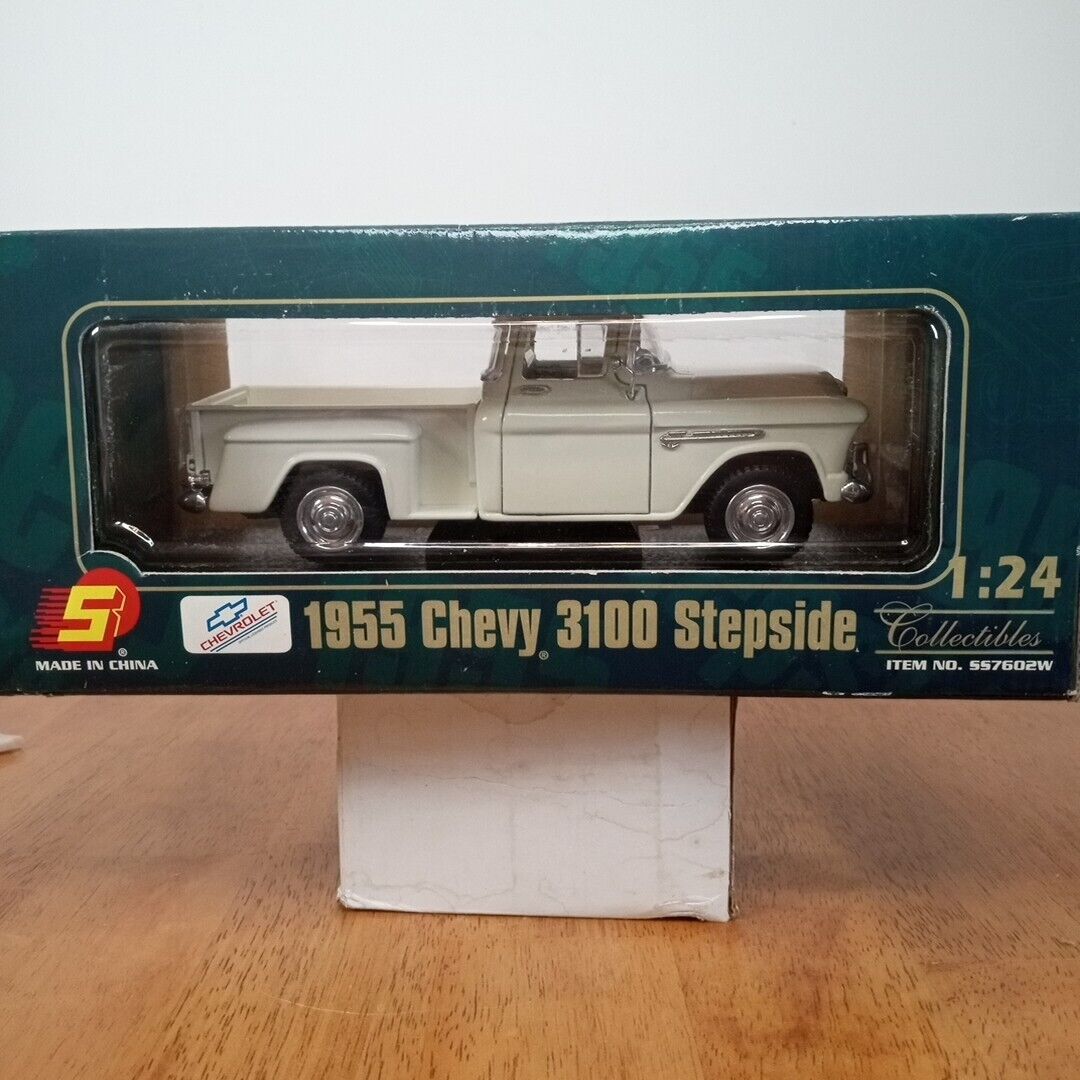 1:24
S
MADE IN CHINA
CHEVROLET
1955 Chevy® 3100 Stepside
Collectibles
ITEM NO. SS7602W